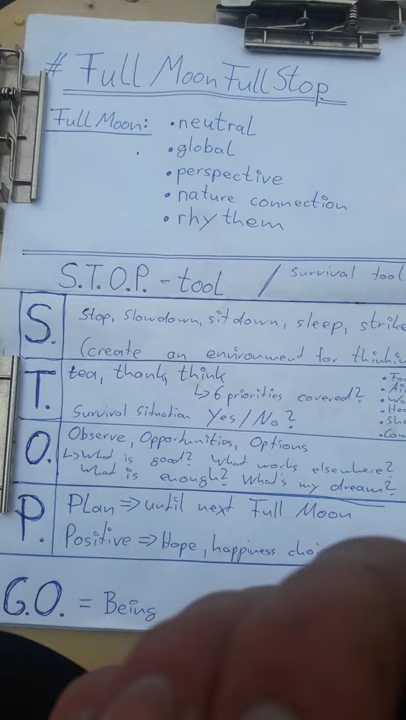 # Full Moon Full Stop
Full Moon: • neutral
• global
• perspective
• nature connection
• rhy them
S.T.O.P. - tool / survival tool
S. Stop, slowdown, sit down, sleep, strike
(create an environment for
T. tea, thank, think
↳ 6 priorities covered?
Survival situation Yes/No?
O. Observe, Opportunities, Options
↳ What is good? What works elsewhere?
What is enough? What's my dream?
P. Plan ⇒ until next Full Moon
Positive ⇒ Hope, happiness
G.O. = Being